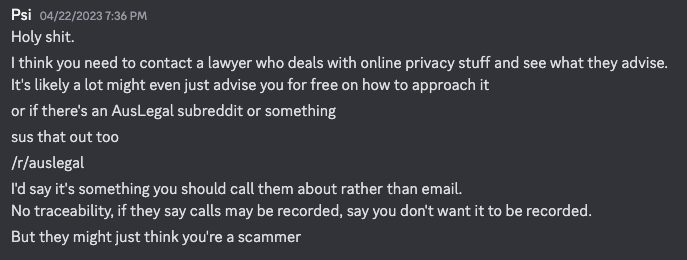 Psi 04/22/2023 7:36 PM
Holy shit.
I think you need to contact a lawyer who deals with online privacy stuff and see what they advise.
It's likely a lot might even just advise you for free on how to approach it
or if there's an AusLegal subreddit or something
sus that out too
/r/auslegal
I'd say it's something you should call them about rather than email.
No traceability, if they say calls may be recorded, say you don't want it to be recorded.
But they might just think you're a scammer